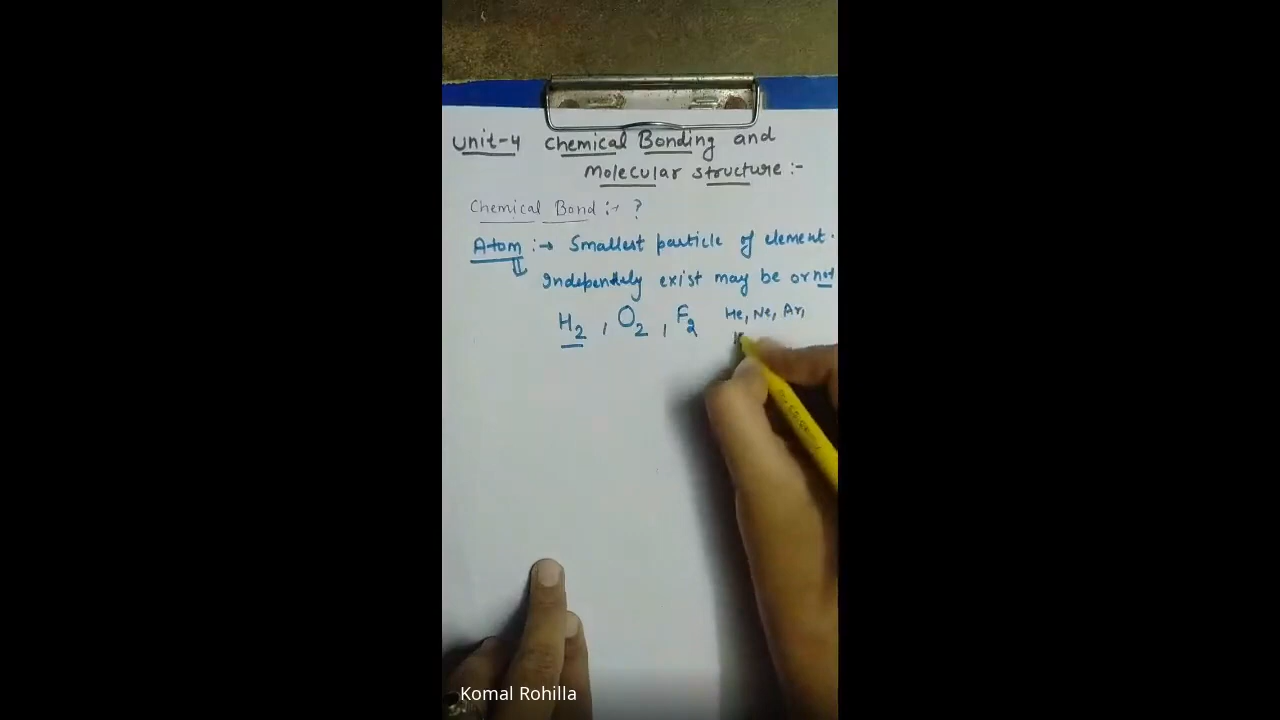 Unit-4 Chemical Bonding and
Molecular structure :-
Chemical Bond :→ ?
Atom :→ Smallest particle of element.
Independely exist may be or not
H2 , O2 , F2 He, Ne, Ar,
Komal Rohilla